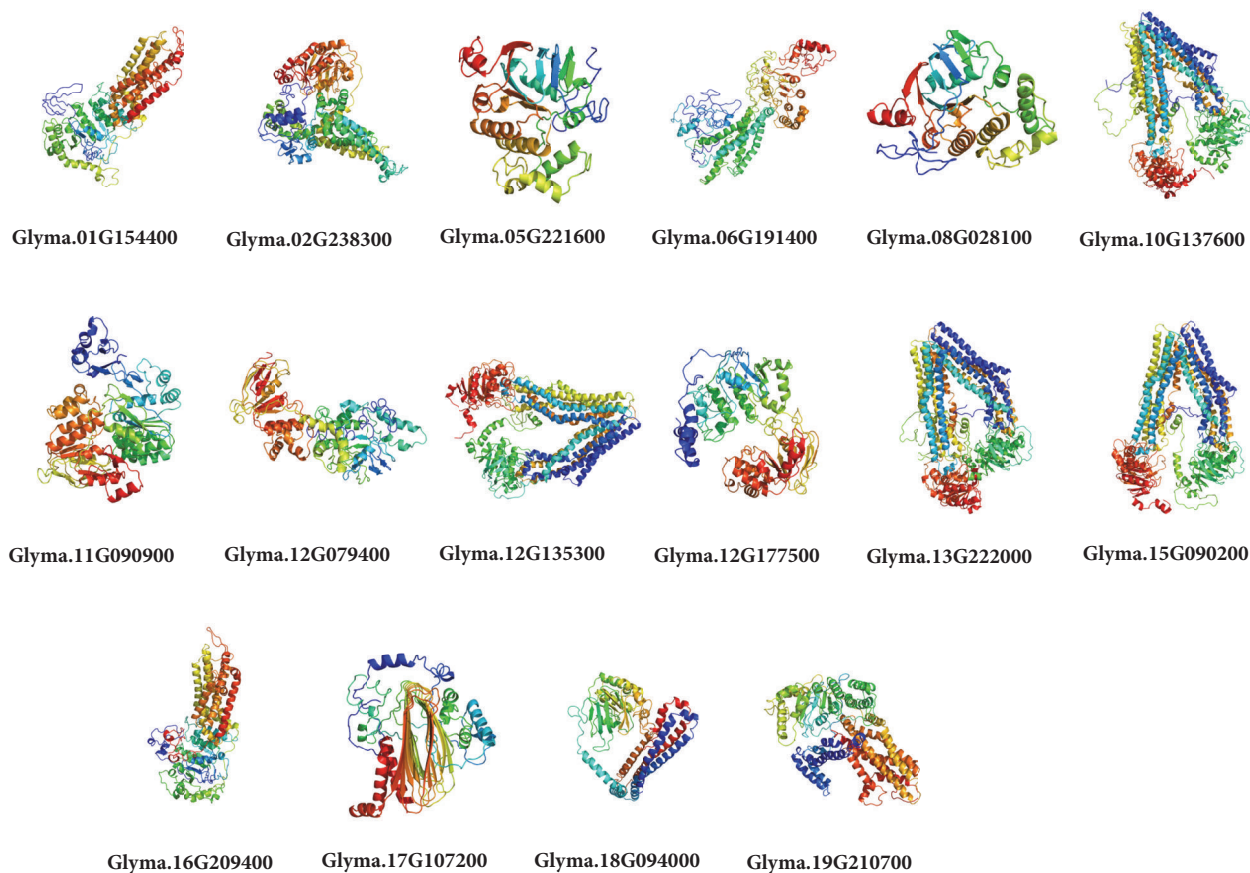 Glyma.01G154400
Glyma.02G238300
Glyma.05G221600
Glyma.06G191400
Glyma.08G028100
Glyma.10G137600
Glyma.11G090900
Glyma.12G079400
Glyma.12G135300
Glyma.12G177500
Glyma.13G222000
Glyma.15G090200
Glyma.16G209400
Glyma.17G107200
Glyma.18G094000
Glyma.19G210700